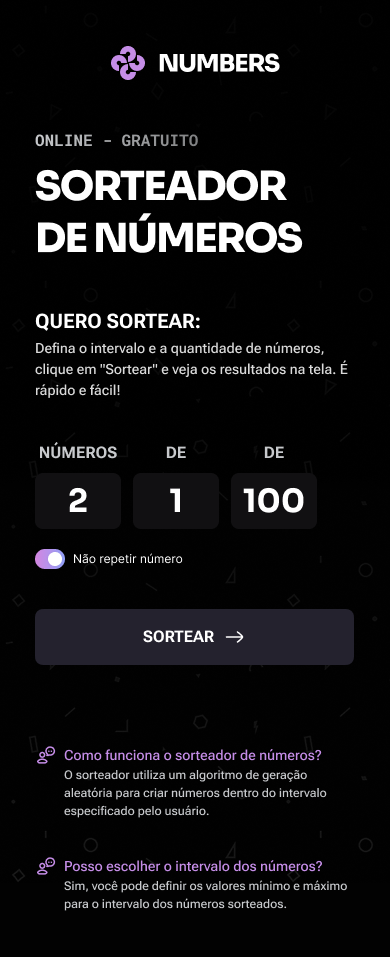 NUMBERS
ONLINE - GRATUITO
SORTEADOR
DE NÚMEROS
QUERO SORTEAR:
Defina o intervalo e a quantidade de números,
clique em "Sortear" e veja os resultados na tela. É
rápido e fácil!
NÚMEROS DE DE
2 1 100
Não repetir número
SORTEAR
Como funciona o sorteador de números?
O sorteador utiliza um algoritmo de geração
aleatória para criar números dentro do intervalo
especificado pelo usuário.
Posso escolher o intervalo dos números?
Sim, você pode definir os valores mínimo e máximo
para o intervalo dos números sorteados.